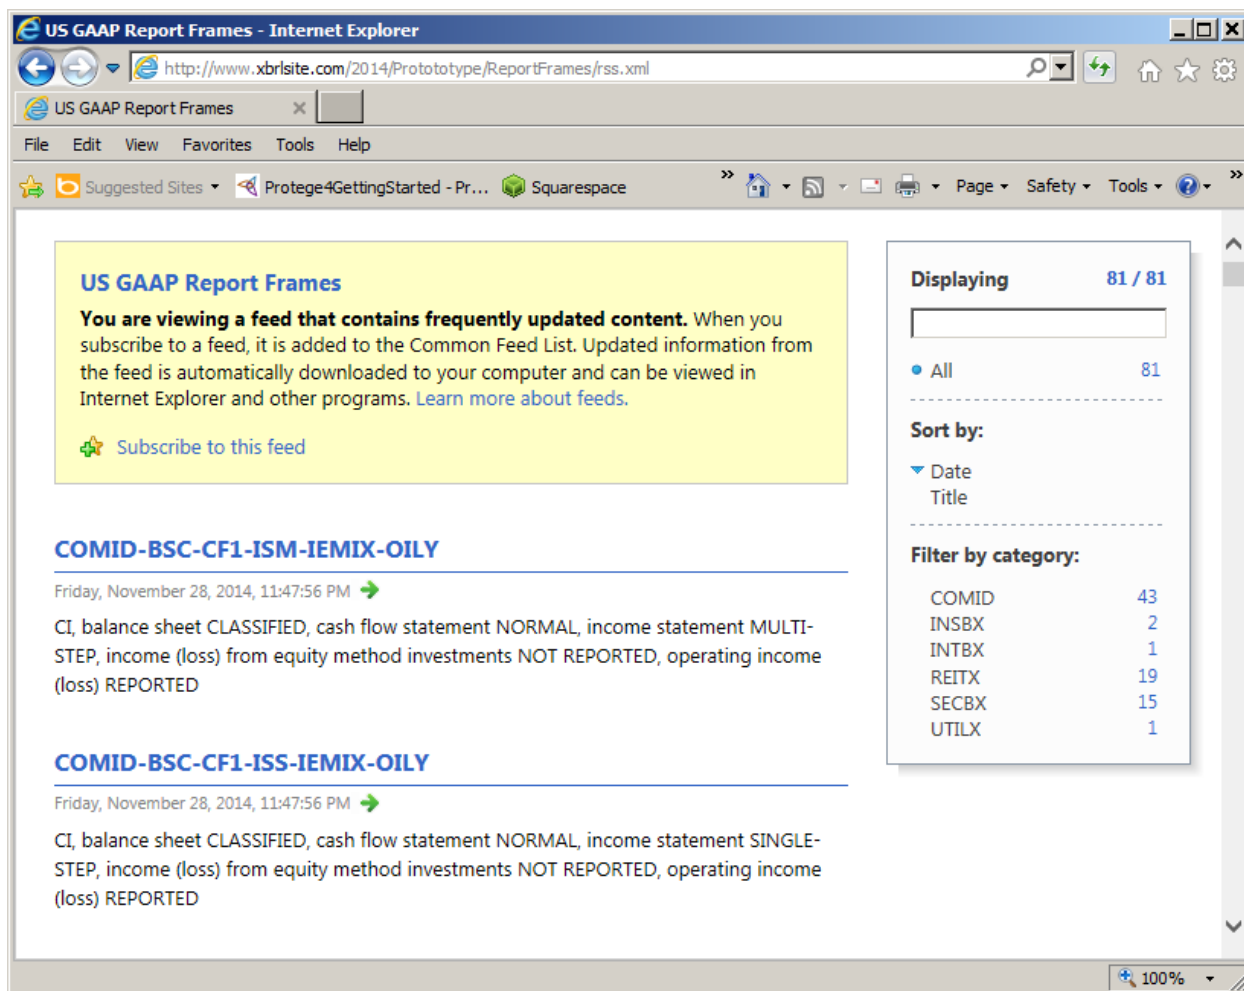 US GAAP Report Frames - Internet Explorer
http://www.xbrlsite.com/2014/Protototype/ReportFrames/rss.xml
US GAAP Report Frames
File Edit View Favorites Tools Help
Suggested Sites Protege4GettingStarted - Pr... Squarespace » Page Safety Tools »
US GAAP Report Frames
You are viewing a feed that contains frequently updated content. When you
subscribe to a feed, it is added to the Common Feed List. Updated information from
the feed is automatically downloaded to your computer and can be viewed in
Internet Explorer and other programs. Learn more about feeds.
Subscribe to this feed
COMID-BSC-CF1-ISM-IEMIX-OILY
Friday, November 28, 2014, 11:47:56 PM
CI, balance sheet CLASSIFIED, cash flow statement NORMAL, income statement MULTI-
STEP, income (loss) from equity method investments NOT REPORTED, operating income
(loss) REPORTED
COMID-BSC-CF1-ISS-IEMIX-OILY
Friday, November 28, 2014, 11:47:56 PM
CI, balance sheet CLASSIFIED, cash flow statement NORMAL, income statement SINGLE-
STEP, income (loss) from equity method investments NOT REPORTED, operating income
(loss) REPORTED
Displaying 81 / 81
All 81
Sort by:
Date
Title
Filter by category:
COMID 43
INSBX 2
INTBX 1
REITX 19
SECBX 15
UTILX 1
100%